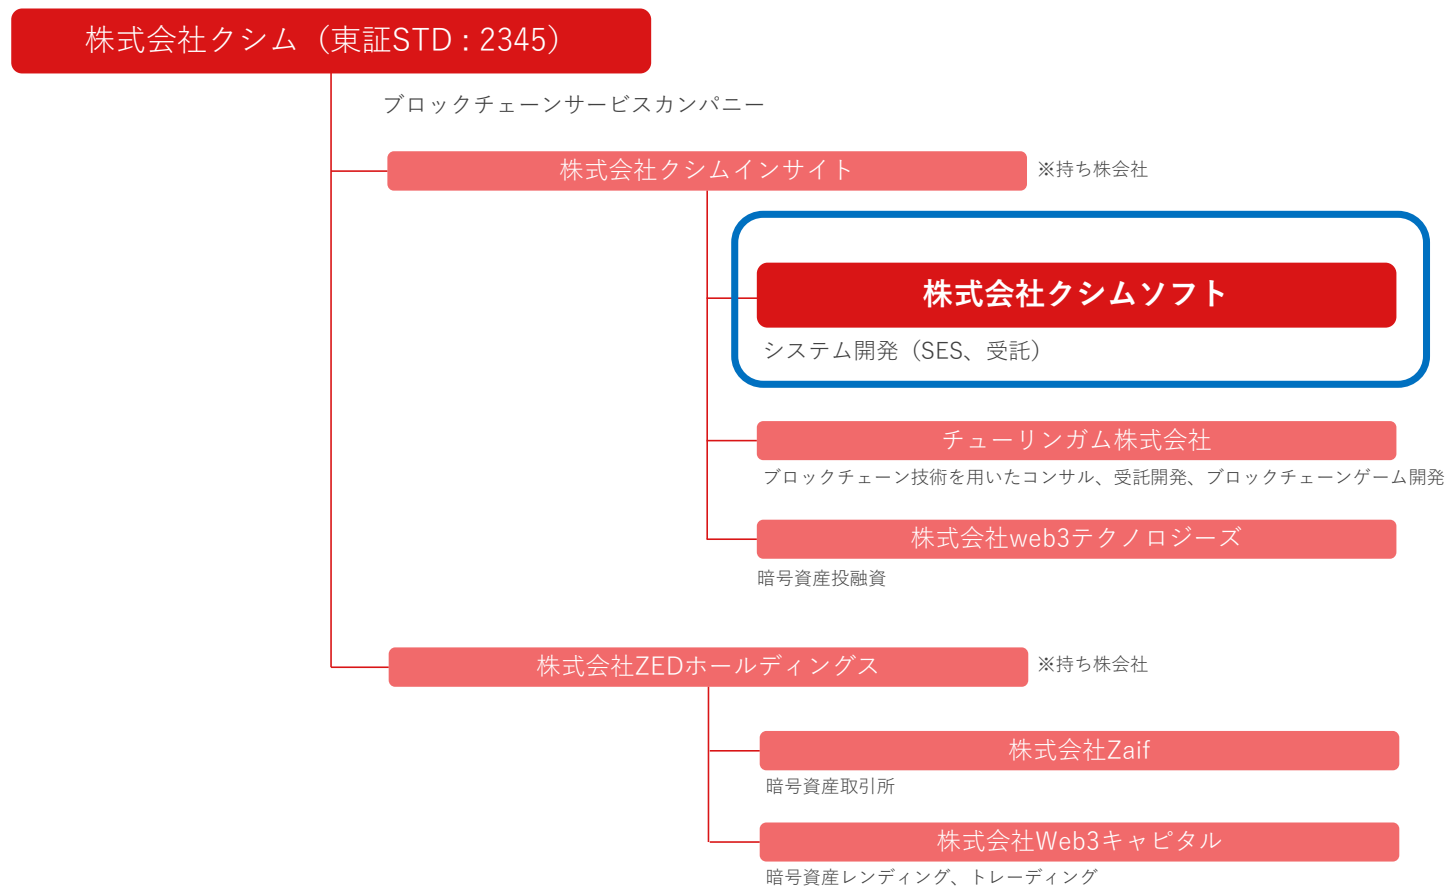 株式会社クシム（東証STD : 2345）
ブロックチェーンサービスカンパニー
株式会社クシムインサイト
※持ち株会社
株式会社クシムソフト
システム開発（SES、受託）
チューリンガム株式会社
ブロックチェーン技術を用いたコンサル、受託開発、ブロックチェーンゲーム開発
株式会社web3テクノロジーズ
暗号資産投融資
株式会社ZEDホールディングス
※持ち株会社
株式会社Zaif
暗号資産取引所
株式会社Web3キャピタル
暗号資産レンディング、トレーディング